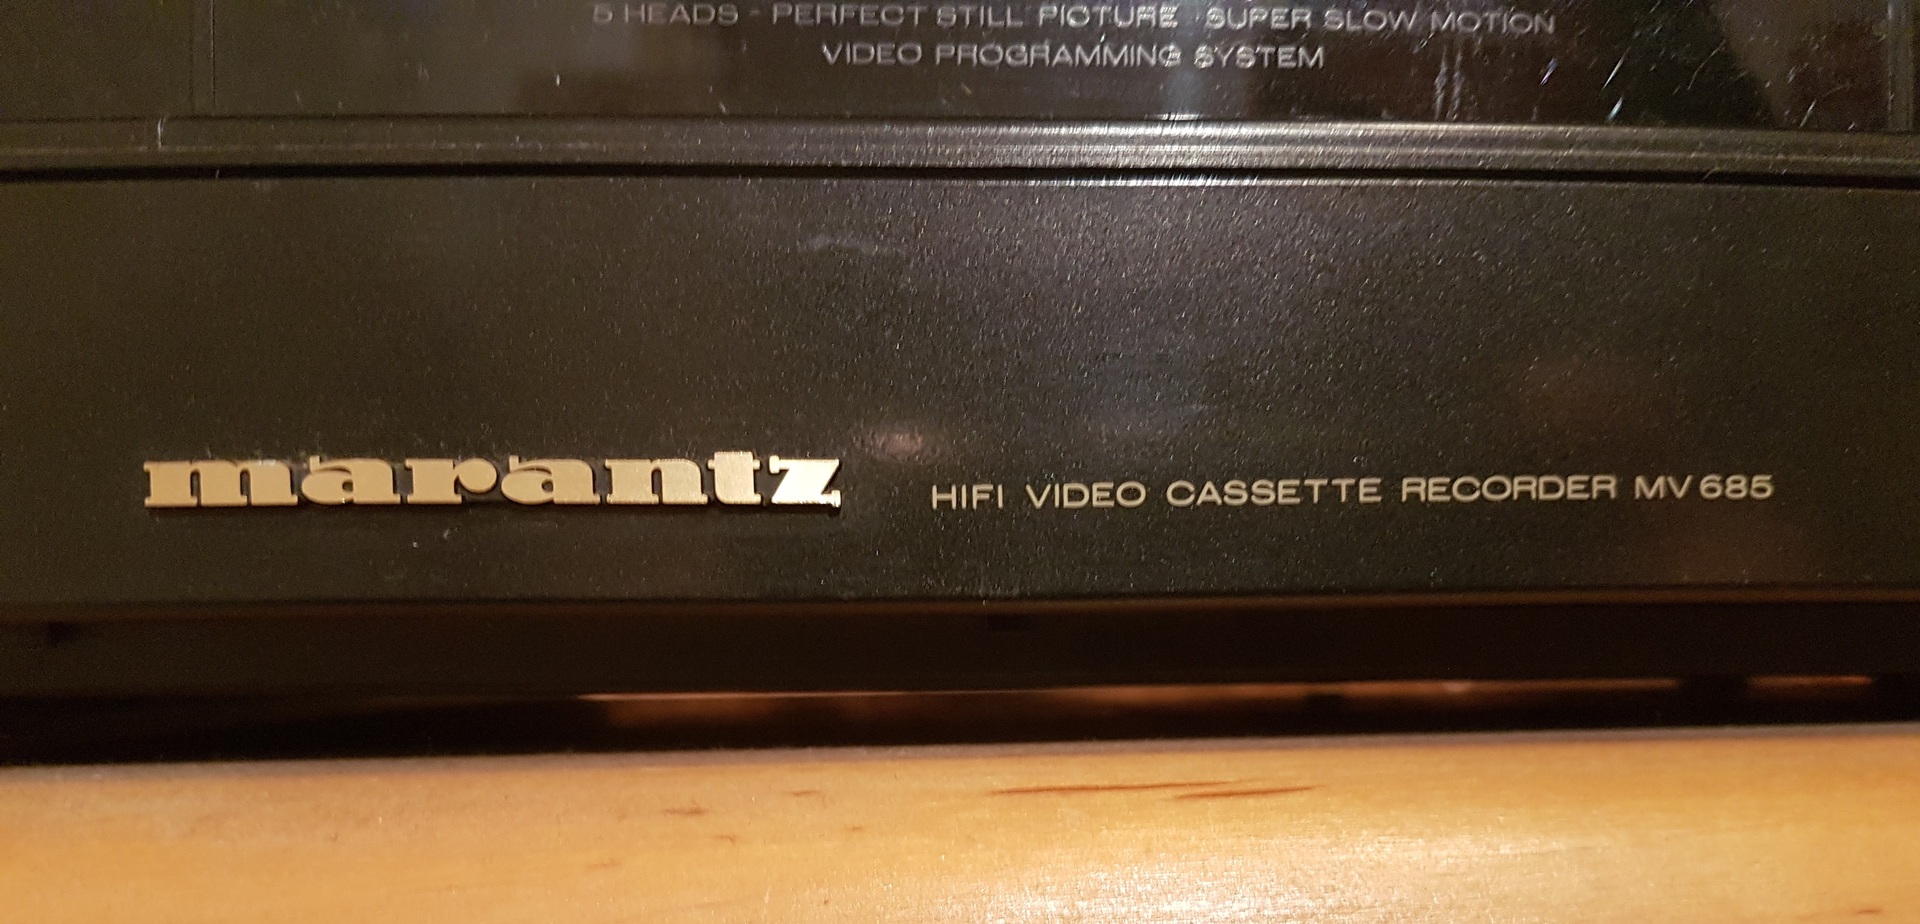 5 HEADS - PERFECT STILL PICTURE - SUPER SLOW MOTION
VIDEO PROGRAMMING SYSTEM
marantz HIFI VIDEO CASSETTE RECORDER MV 685